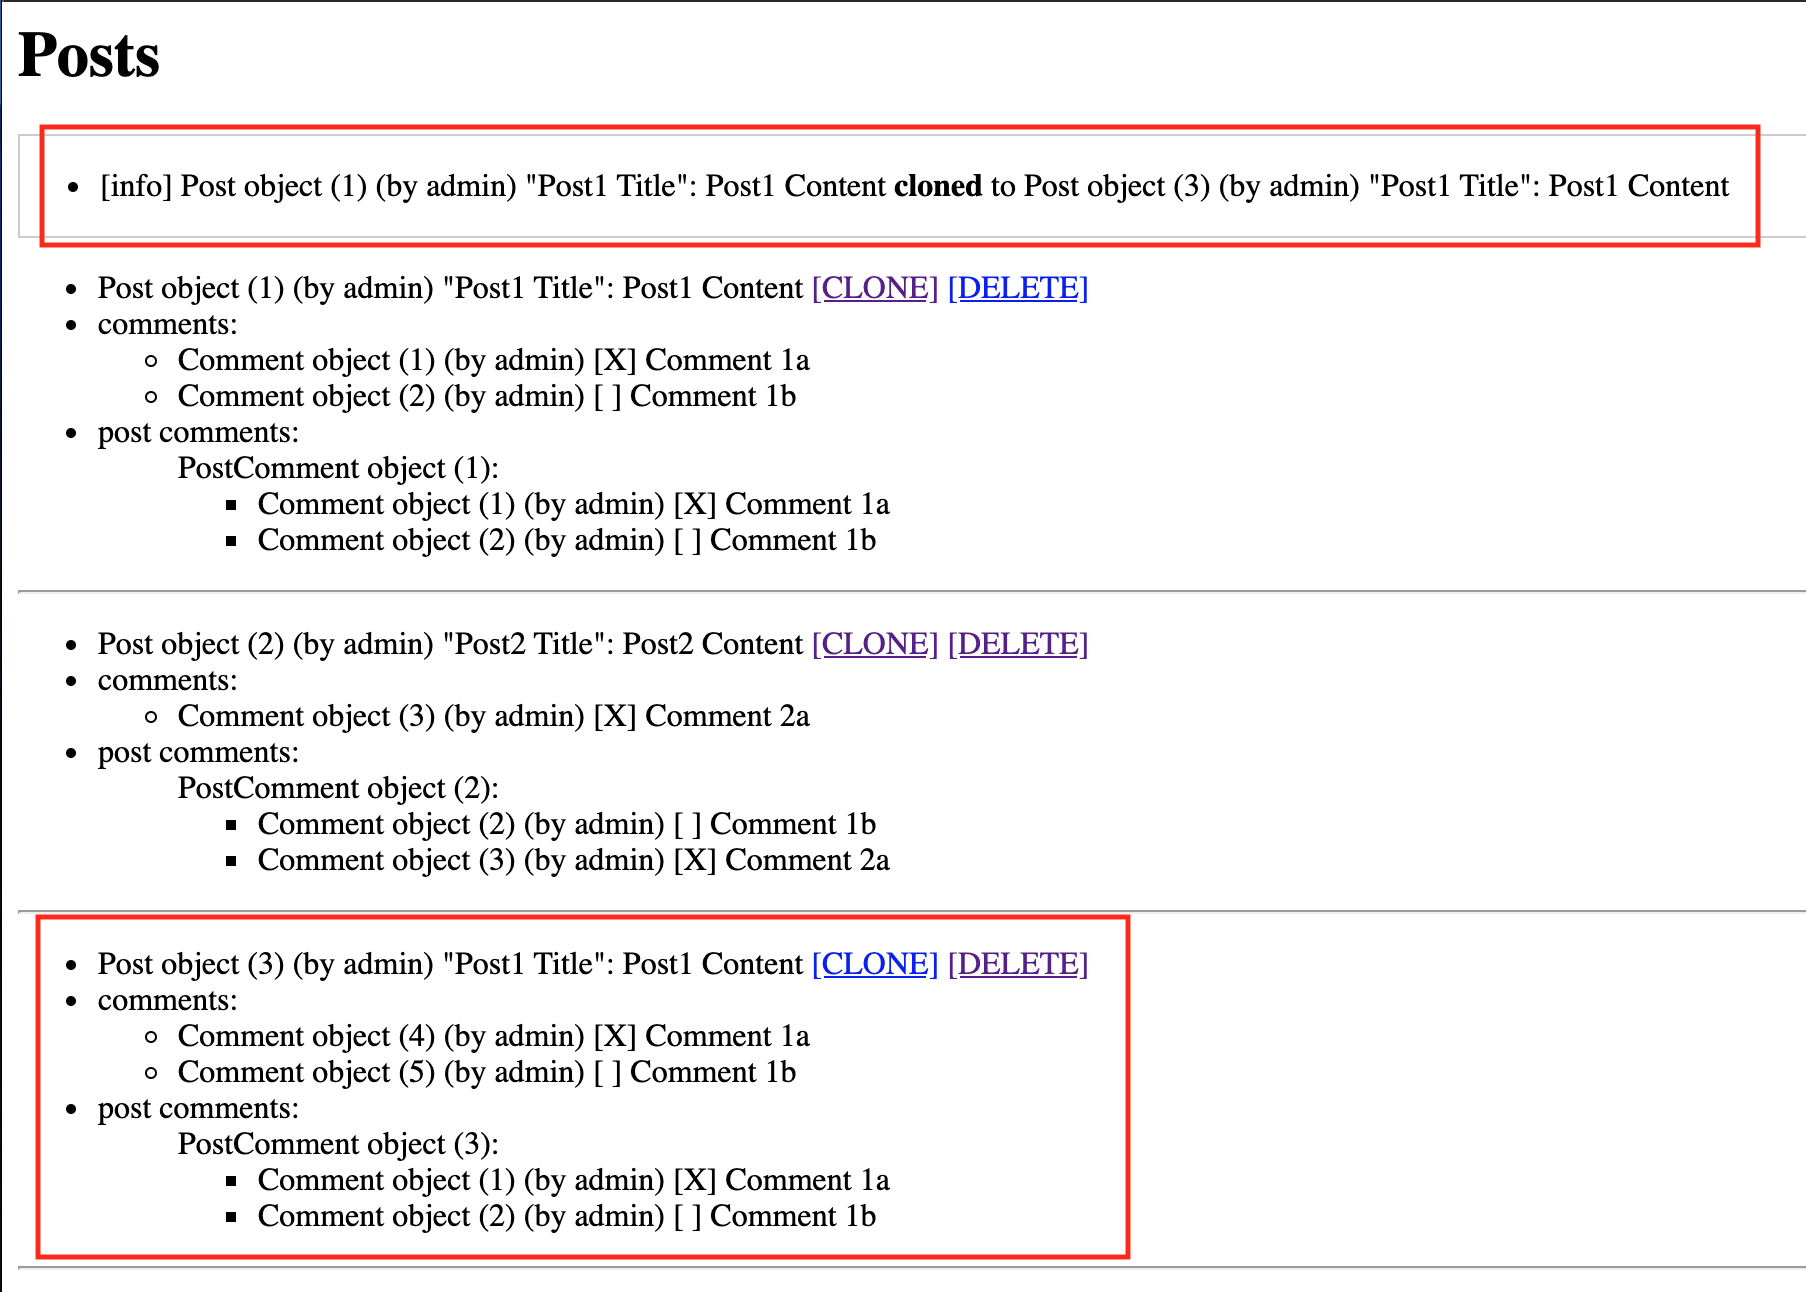 Posts
[info] Post object (1) (by admin) "Post1 Title": Post1 Content cloned to Post object (3) (by admin) "Post1 Title": Post1 Content
Post object (1) (by admin) "Post1 Title": Post1 Content [CLONE] [DELETE]
comments:
Comment object (1) (by admin) [X] Comment 1a
Comment object (2) (by admin) [ ] Comment 1b
post comments:
PostComment object (1):
Comment object (1) (by admin) [X] Comment 1a
Comment object (2) (by admin) [ ] Comment 1b
Post object (2) (by admin) "Post2 Title": Post2 Content [CLONE] [DELETE]
comments:
Comment object (3) (by admin) [X] Comment 2a
post comments:
PostComment object (2):
Comment object (2) (by admin) [ ] Comment 1b
Comment object (3) (by admin) [X] Comment 2a
Post object (3) (by admin) "Post1 Title": Post1 Content [CLONE] [DELETE]
comments:
Comment object (4) (by admin) [X] Comment 1a
Comment object (5) (by admin) [ ] Comment 1b
post comments:
PostComment object (3):
Comment object (1) (by admin) [X] Comment 1a
Comment object (2) (by admin) [ ] Comment 1b